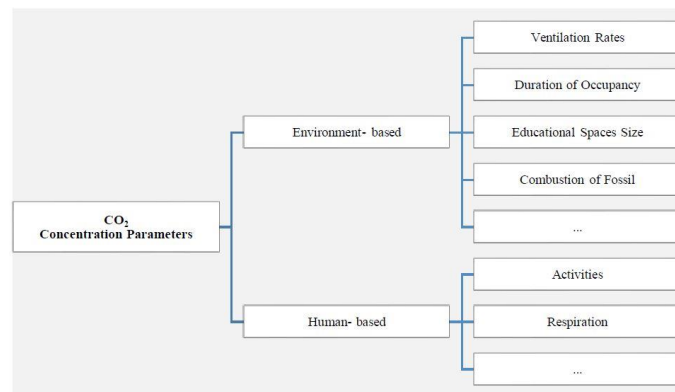 CO₂
Concentration Parameters
Environment- based
Ventilation Rates
Duration of Occupancy
Educational Spaces Size
Combustion of Fossil
...
Human- based
Activities
Respiration
...